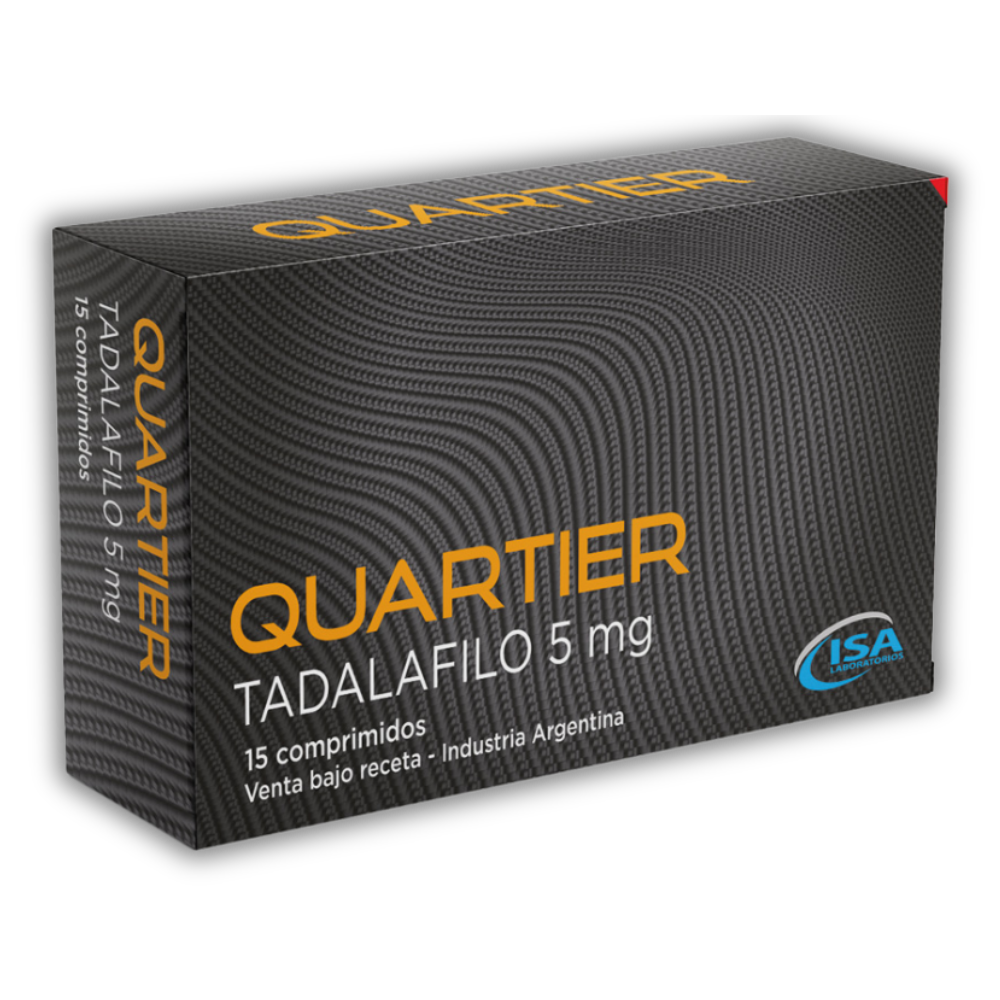 QUARTIER
QUARTIER
TADALAFILO 5 mg
15 comprimidos
QUARTIER
TADALAFILO 5 mg
15 comprimidos
Venta bajo receta - Industria Argentina
ISA
LABORATORIOS